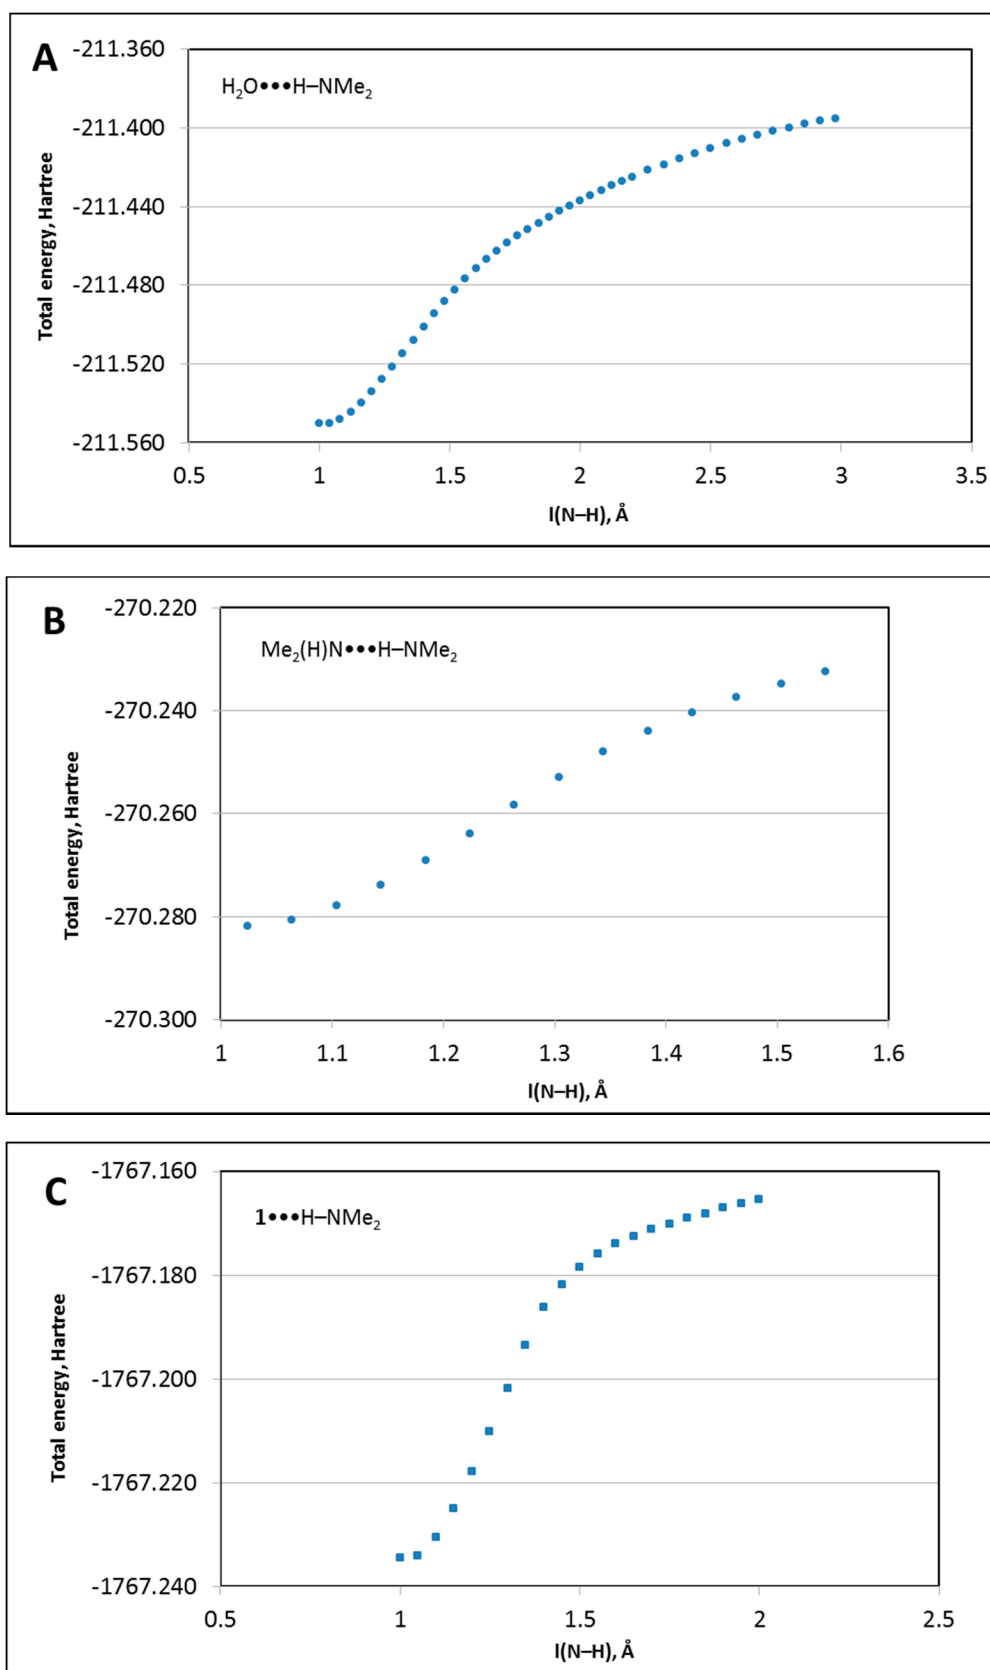 A
H₂O•••H–NMe₂
Total energy, Hartree
-211.360
-211.400
-211.440
-211.480
-211.520
-211.560
0.5 1 1.5 2 2.5 3 3.5
l(N–H), Å
B
Me₂(H)N•••H–NMe₂
Total energy, Hartree
-270.220
-270.240
-270.260
-270.280
-270.300
1 1.1 1.2 1.3 1.4 1.5 1.6
l(N–H), Å
C
1•••H–NMe₂
Total energy, Hartree
-1767.160
-1767.180
-1767.200
-1767.220
-1767.240
0.5 1 1.5 2 2.5
l(N–H), Å